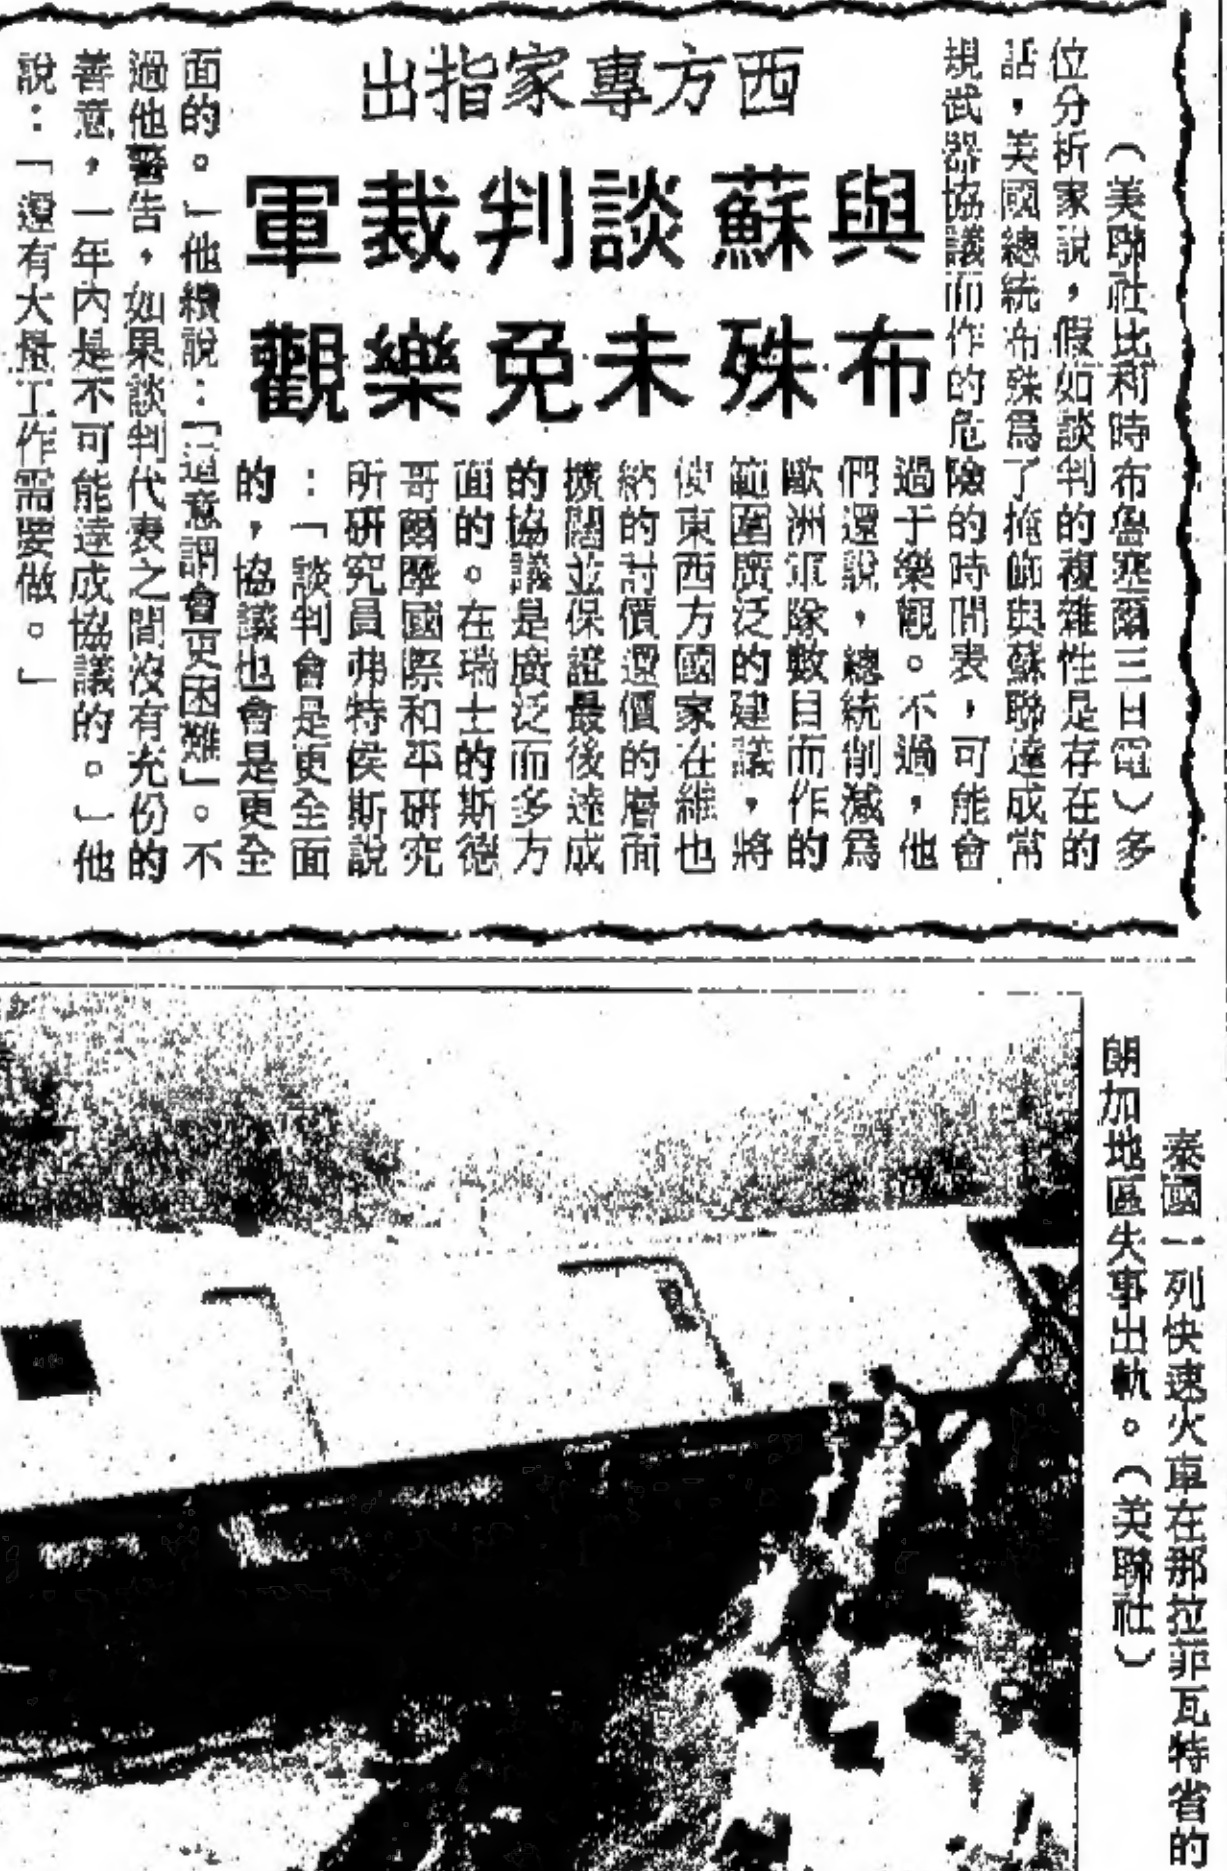 西方專家指出
與蘇談判裁軍
布殊未免樂觀
（美聯社比利時布魯塞爾三日電）多
位分析家說，假如談判的複雜性是存在的
話，美國總統布殊爲了掩飾與蘇聯達成常
規武器協議而作的危險的時間表，可能會
過于樂觀。不過，他
們還說，總統削減爲
歐洲軍隊數目而作的
範圍廣泛的建議，將
使東西方國家在維也
納的討價還價的層面
擴闊並保證最後達成
的協議是廣泛而多方
面的。在瑞士的斯德
哥爾摩國際和平研究
所研究員弗特侯斯說
：「談判會是更全面
的，協議也會是更全
面的。」他續說：「這意謂會更困難」。不
過他警告，如果談判代表之間沒有充份的
善意，一年內是不可能達成協議的。」他
說：「還有大量工作需要做。」
泰國一列快速火車在那拉菲瓦特省的
朗加地區失事出軌。（美聯社）